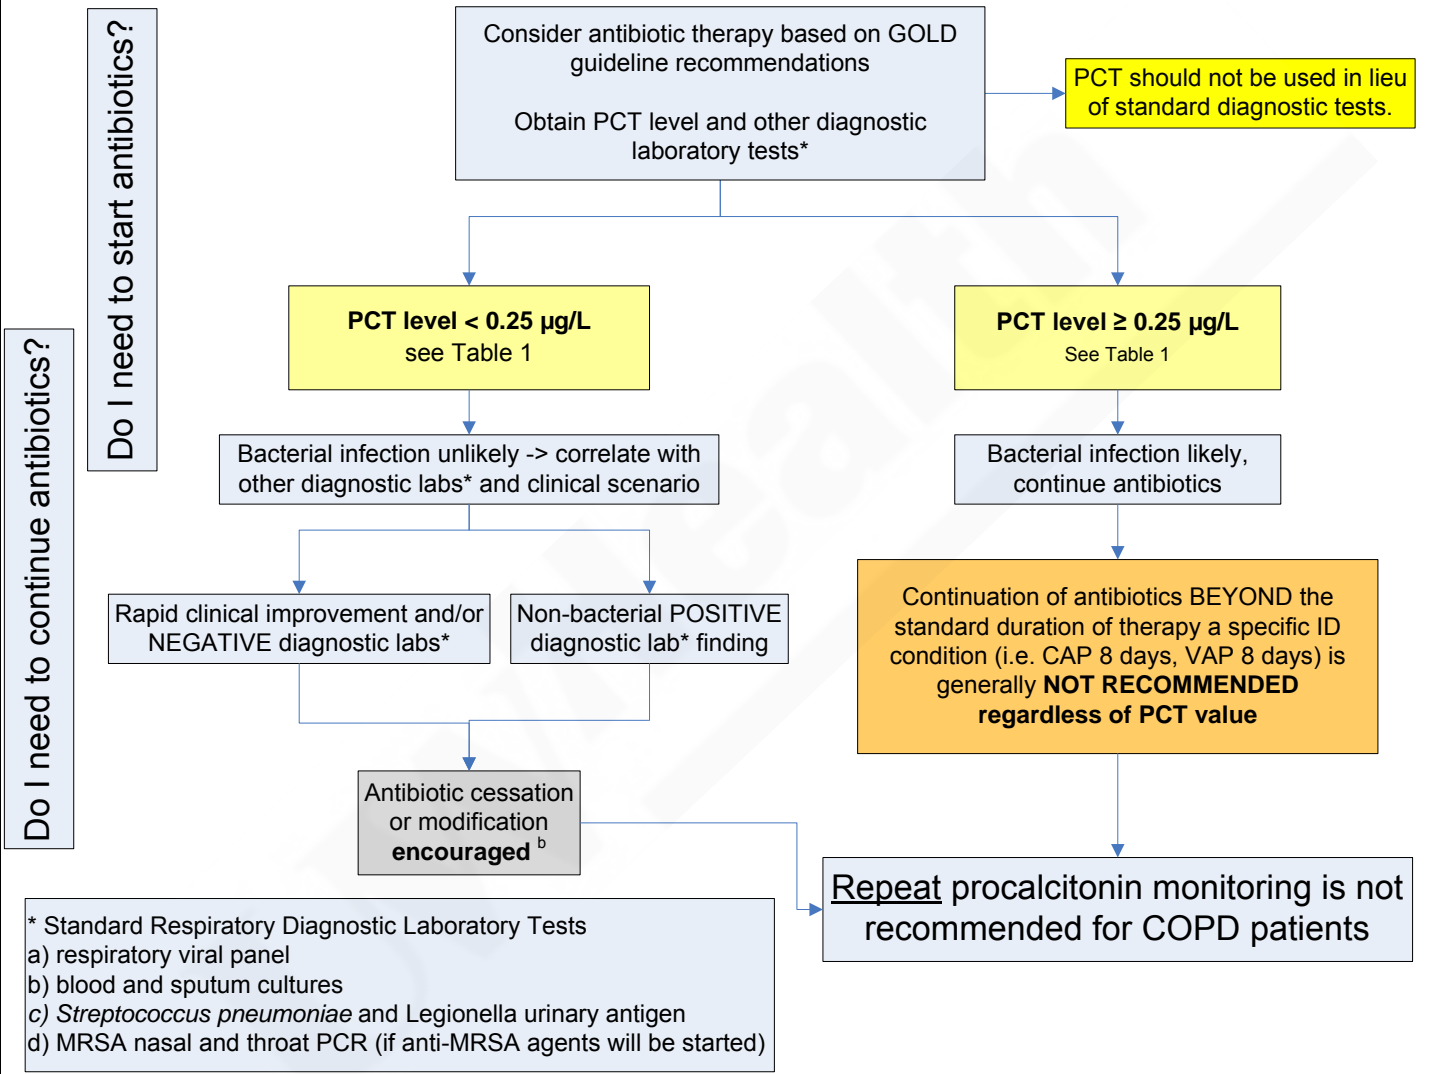 Do I need to start antibiotics?
Do I need to continue antibiotics?
Consider antibiotic therapy based on GOLD
guideline recommendations
Obtain PCT level and other diagnostic
laboratory tests*
PCT should not be used in lieu
of standard diagnostic tests.
PCT level < 0.25 µg/L
see Table 1
PCT level ≥ 0.25 µg/L
See Table 1
Bacterial infection unlikely -> correlate with
other diagnostic labs* and clinical scenario
Bacterial infection likely,
continue antibiotics
Rapid clinical improvement and/or
NEGATIVE diagnostic labs*
Non-bacterial POSITIVE
diagnostic lab* finding
Continuation of antibiotics BEYOND the
standard duration of therapy a specific ID
condition (i.e. CAP 8 days, VAP 8 days) is
generally NOT RECOMMENDED
regardless of PCT value
Antibiotic cessation
or modification
encouraged b
Repeat procalcitonin monitoring is not
recommended for COPD patients
* Standard Respiratory Diagnostic Laboratory Tests
a) respiratory viral panel
b) blood and sputum cultures
c) Streptococcus pneumoniae and Legionella urinary antigen
d) MRSA nasal and throat PCR (if anti-MRSA agents will be started)
UWHealth